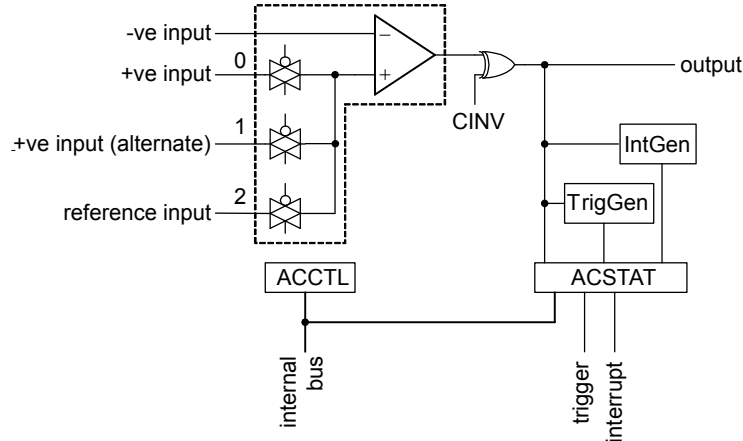 -ve input
−
0
+ve input
+
output
CINV
1
+ve input (alternate)
IntGen
2
reference input
TrigGen
ACCTL
ACSTAT
internal
bus
trigger
interrupt